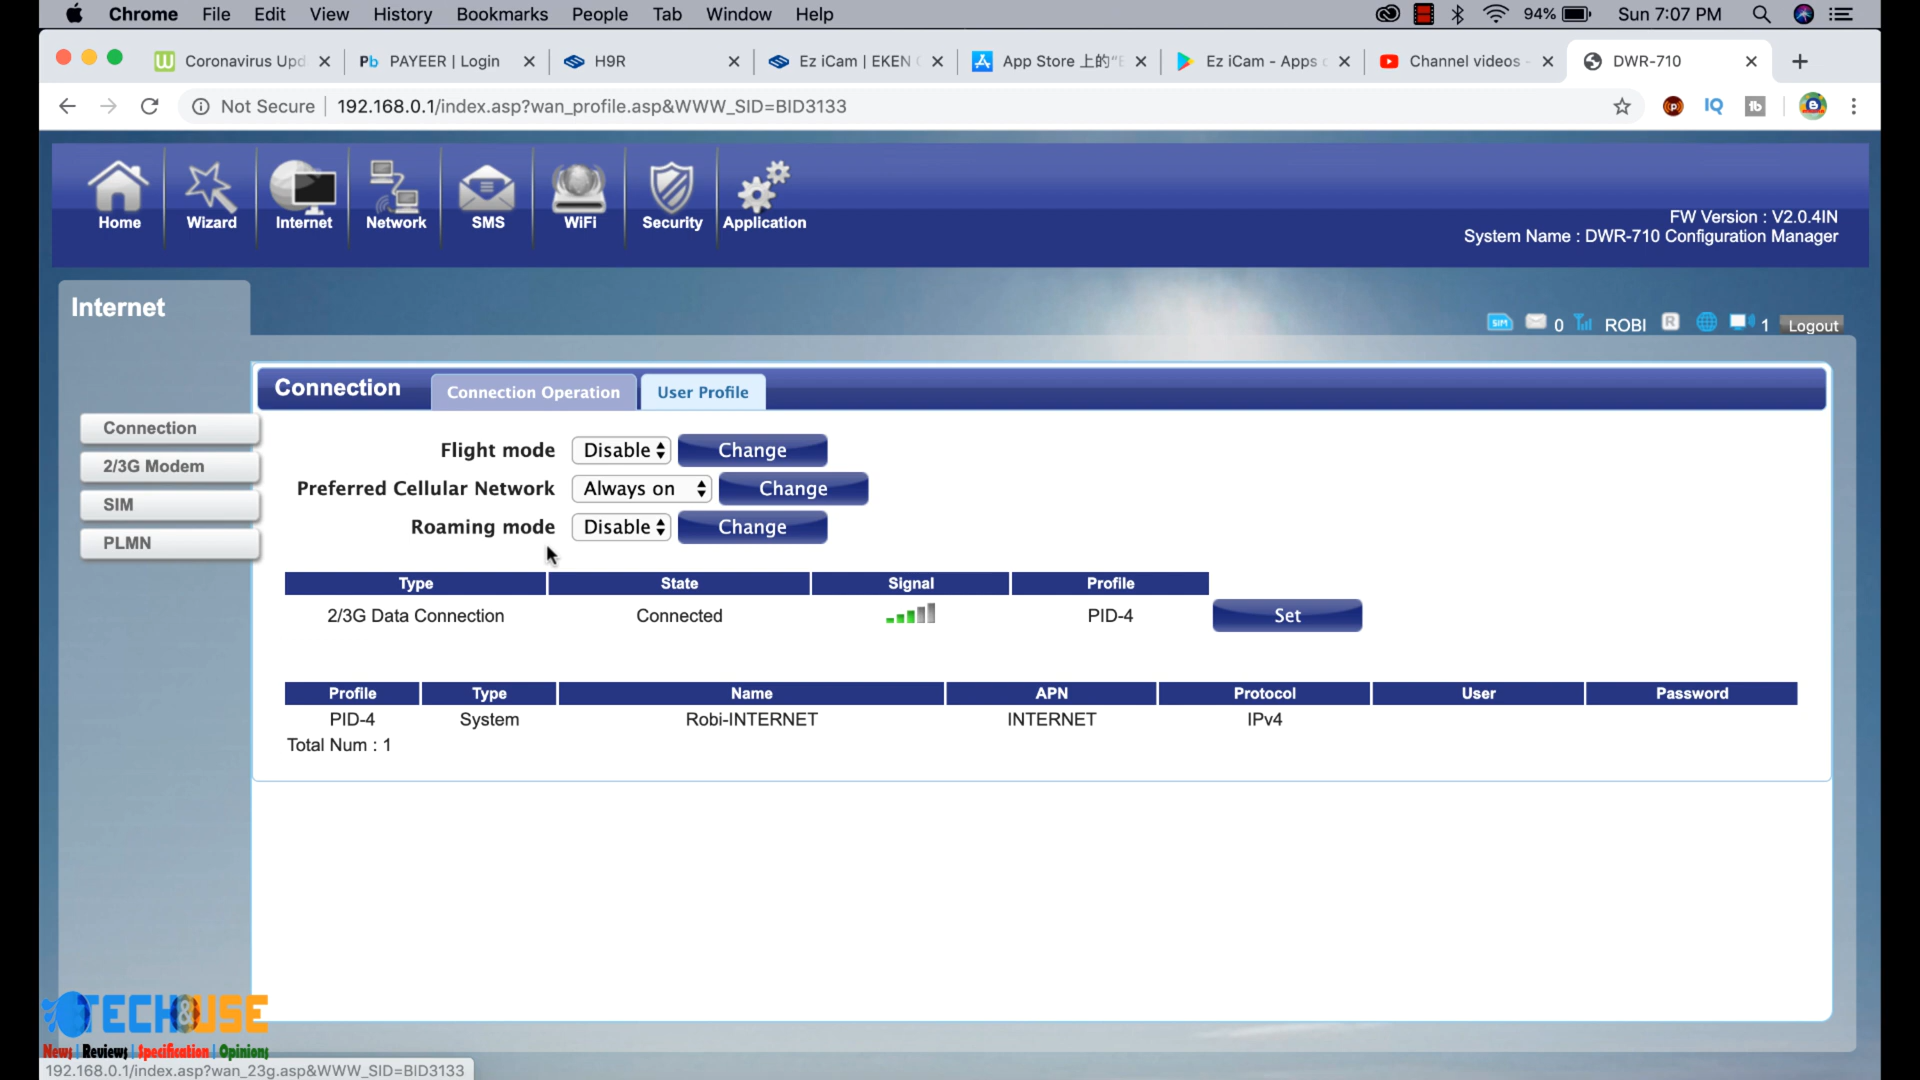 Chrome File Edit View History Bookmarks People Tab Window Help 94% Sun 7:07 PM
Coronavirus Upd PAYEER | Login H9R Ez iCam | EKEN App Store 上的“ Ez iCam - Apps Channel videos - DWR-710
Not Secure 192.168.0.1/index.asp?wan_profile.asp&WWW_SID=BID3133
Home Wizard Internet Network SMS WiFi Security Application
FW Version : V2.0.4IN
System Name : DWR-710 Configuration Manager
Internet
SIM 0 ROBI R 1 Logout
Connection Connection Operation User Profile
Connection
2/3G Modem
SIM
PLMN
Flight mode Disable Change
Preferred Cellular Network Always on Change
Roaming mode Disable Change
Type State Signal Profile
2/3G Data Connection Connected PID-4 Set
Profile Type Name APN Protocol User Password
PID-4 System Robi-INTERNET INTERNET IPv4
Total Num : 1
TECH&USE
News | Reviews | Specification | Opinions
192.168.0.1/index.asp?wan_23g.asp&WWW_SID=BID3133